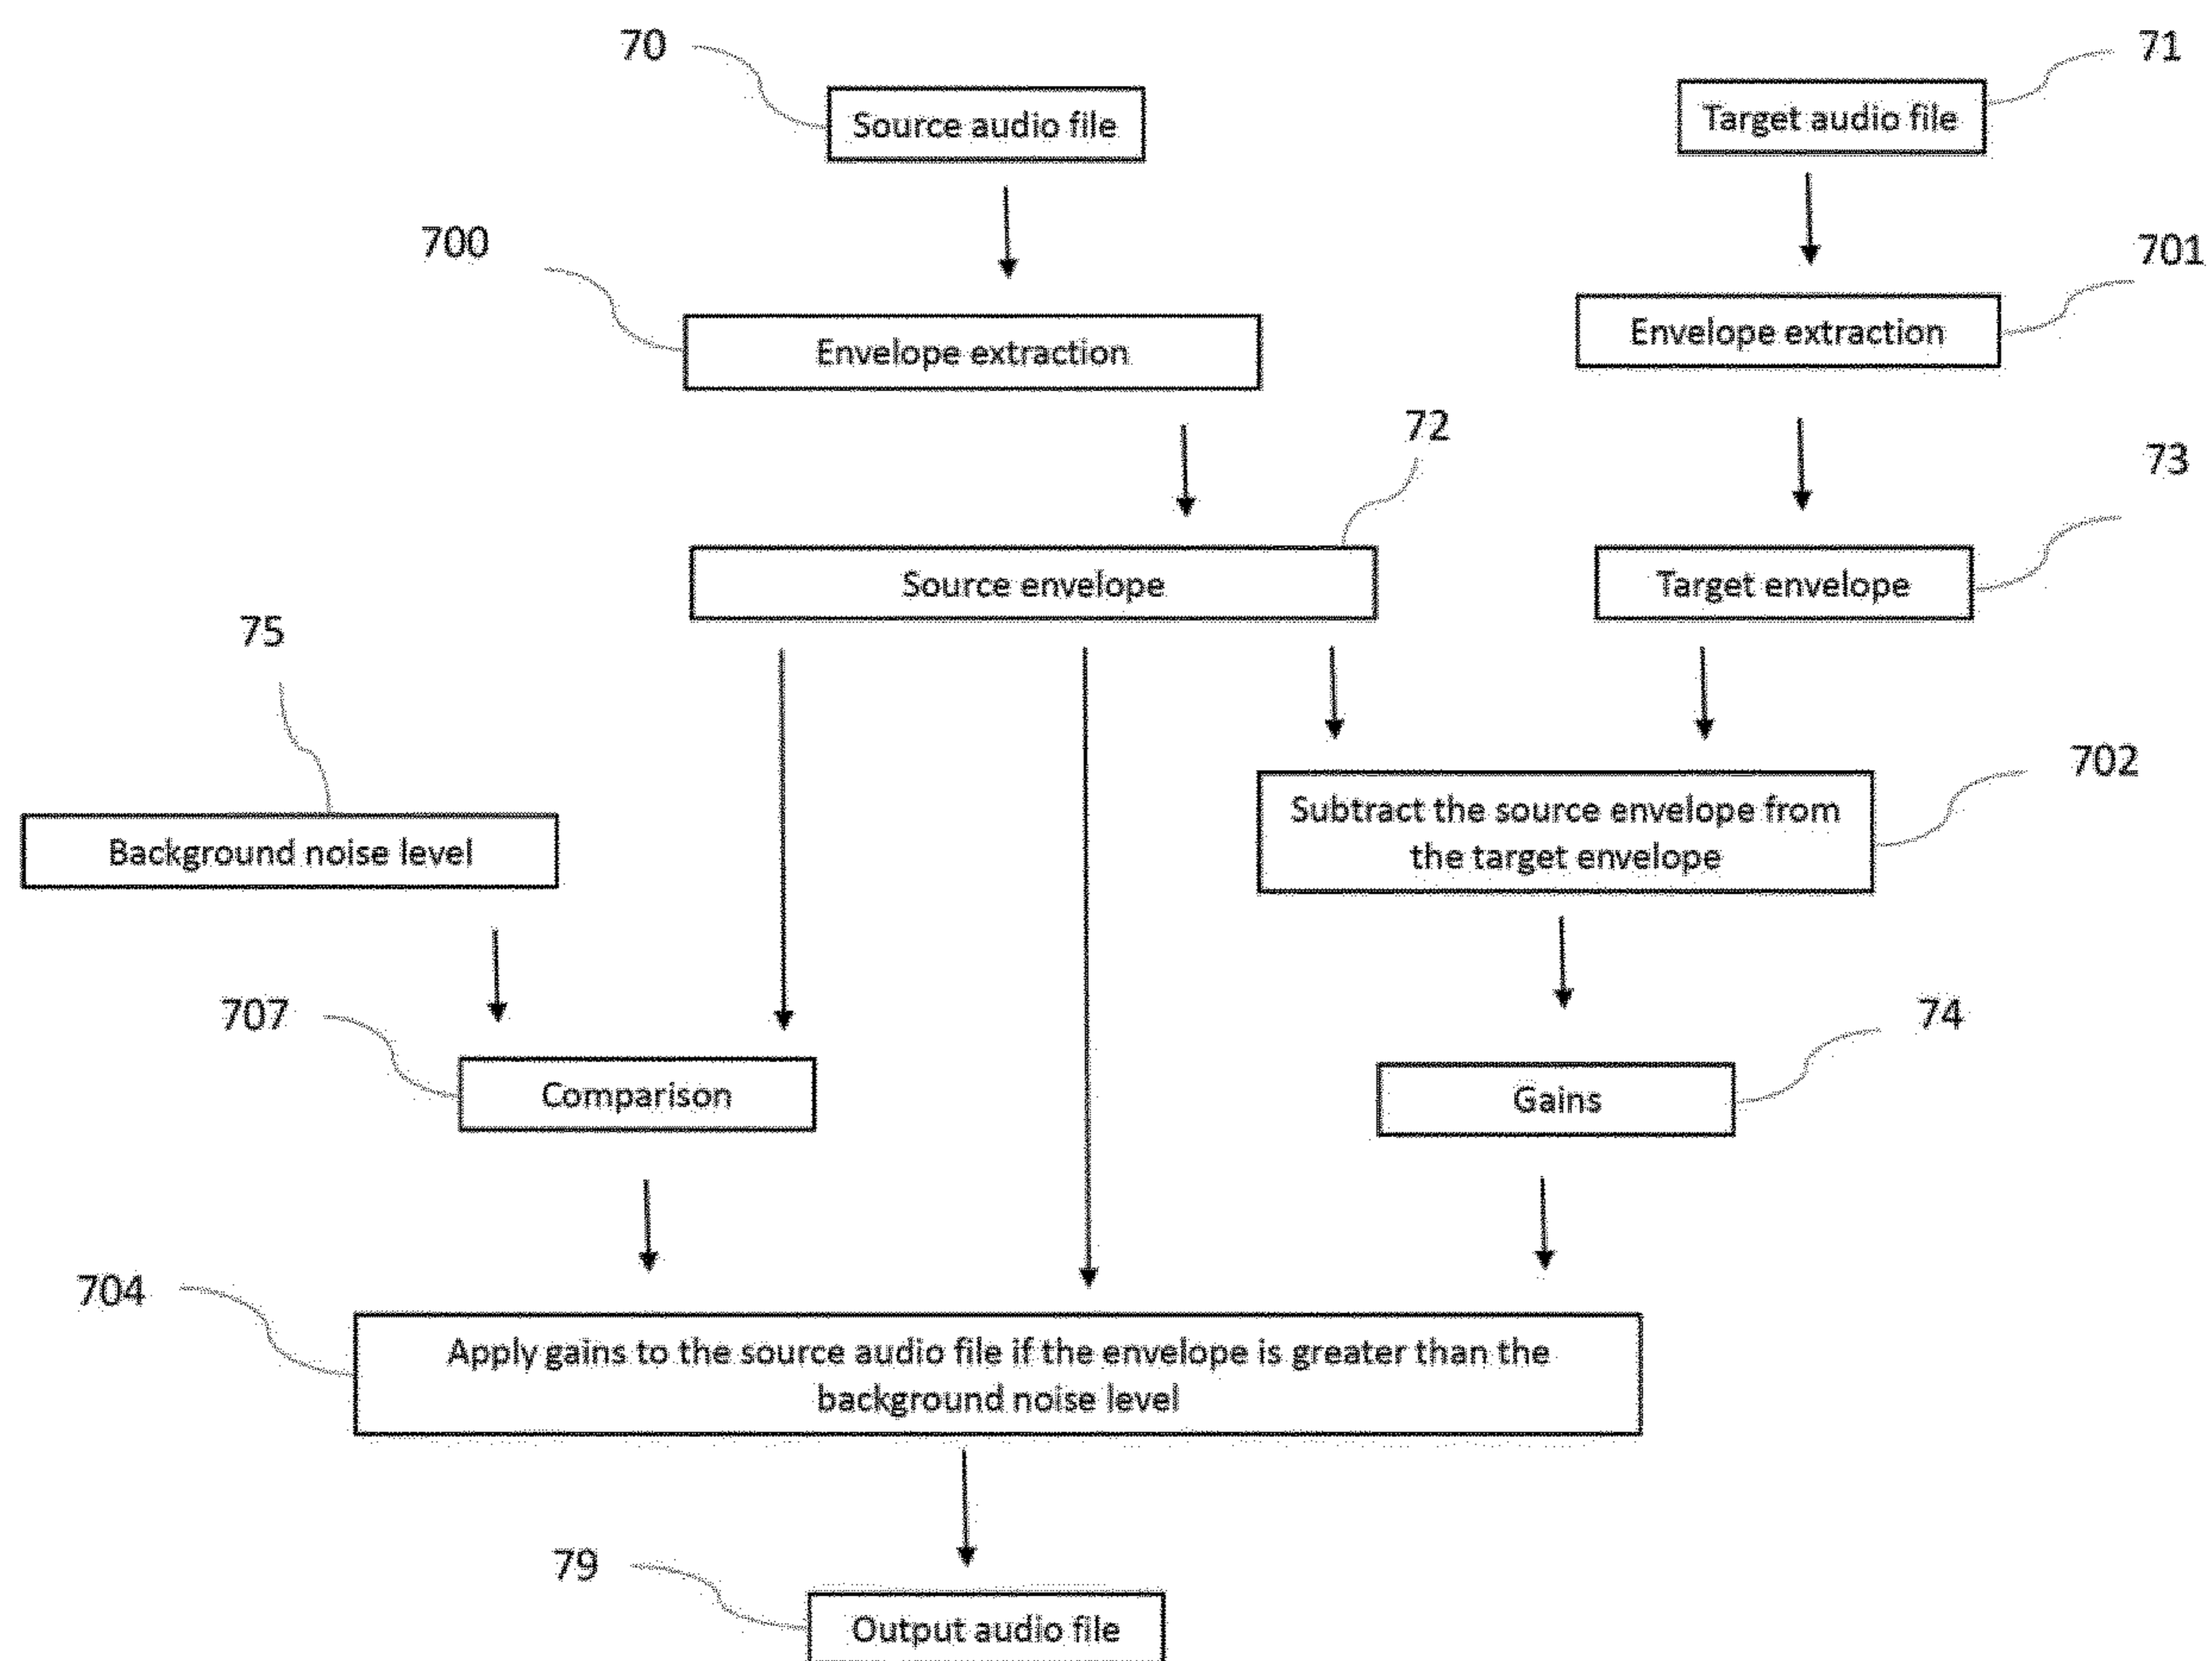 70
71
Source audio file
Target audio file
700
701
Envelope extraction
Envelope extraction
72
73
Source envelope
Target envelope
75
702
Subtract the source envelope from
the target envelope
Background noise level
707
74
Comparison
Gains
704
Apply gains to the source audio file if the envelope is greater than the
background noise level
79
Output audio file